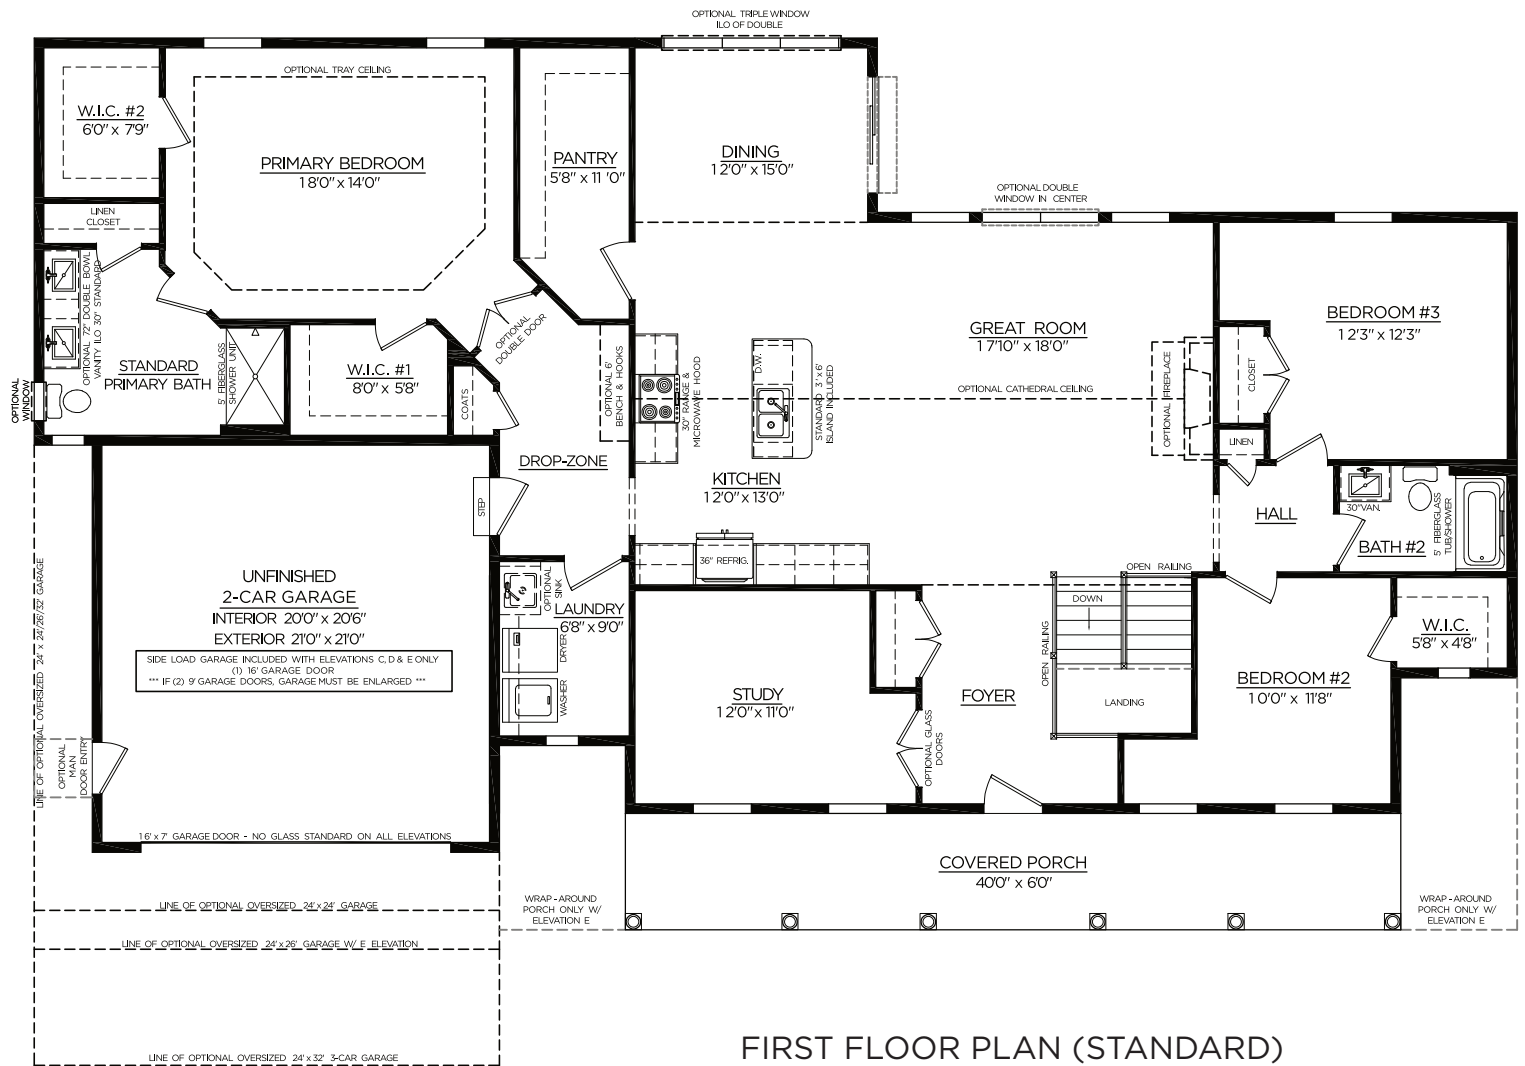 OPTIONAL TRIPLE WINDOW
ILO OF DOUBLE
OPTIONAL TRAY CEILING
W.I.C. #2
6'0" x 7'9"
PRIMARY BEDROOM
18'0" x 14'0"
PANTRY
5'8" x 11'0"
DINING
12'0" x 15'0"
OPTIONAL DOUBLE
WINDOW IN CENTER
LINEN
CLOSET
OPTIONAL 72" DOUBLE BOWL
VANITY ILO 30" STANDARD
STANDARD
PRIMARY BATH
OPTIONAL
WINDOW
5' FIBERGLASS
SHOWER UNIT
W.I.C. #1
8'0" x 5'8"
OPTIONAL
DOUBLE DOOR
COATS
OPTIONAL 6'
BENCH & HOOKS
30" RANGE &
MICROWAVE HOOD
D.W.
STANDARD 3' x 6'
ISLAND INCLUDED
GREAT ROOM
17'10" x 18'0"
OPTIONAL CATHEDRAL CEILING
OPTIONAL FIREPLACE
BEDROOM #3
12'3" x 12'3"
CLOSET
LINEN
DROP-ZONE
STEP
KITCHEN
12'0" x 13'0"
36" REFRIG.
HALL
30" VAN.
BATH #2
5' FIBERGLASS
TUB/SHOWER
UNFINISHED
2-CAR GARAGE
INTERIOR 20'0" x 20'6"
EXTERIOR 21'0" x 21'0"
SIDE LOAD GARAGE INCLUDED WITH ELEVATIONS C, D & E ONLY
(1) 16' GARAGE DOOR
*** IF (2) 9' GARAGE DOORS, GARAGE MUST BE ENLARGED ***
OPTIONAL
SINK
LAUNDRY
6'8" x 9'0"
DRYER
WASHER
OPEN RAILING
DOWN
OPEN RAILING
LANDING
STUDY
12'0" x 11'0"
FOYER
OPTIONAL GLASS
DOORS
W.I.C.
5'8" x 4'8"
BEDROOM #2
10'0" x 11'8"
LINE OF OPTIONAL OVERSIZED 24' x 24'/26'/32' GARAGE
OPTIONAL
MAN
DOOR ENTRY
16' x 7' GARAGE DOOR - NO GLASS STANDARD ON ALL ELEVATIONS
COVERED PORCH
40'0" x 6'0"
WRAP-AROUND
PORCH ONLY W/
ELEVATION E
WRAP-AROUND
PORCH ONLY W/
ELEVATION E
LINE OF OPTIONAL OVERSIZED 24' x 24' GARAGE
LINE OF OPTIONAL OVERSIZED 24' x 26' GARAGE W/ E ELEVATION
LINE OF OPTIONAL OVERSIZED 24' x 32' 3-CAR GARAGE
FIRST FLOOR PLAN (STANDARD)